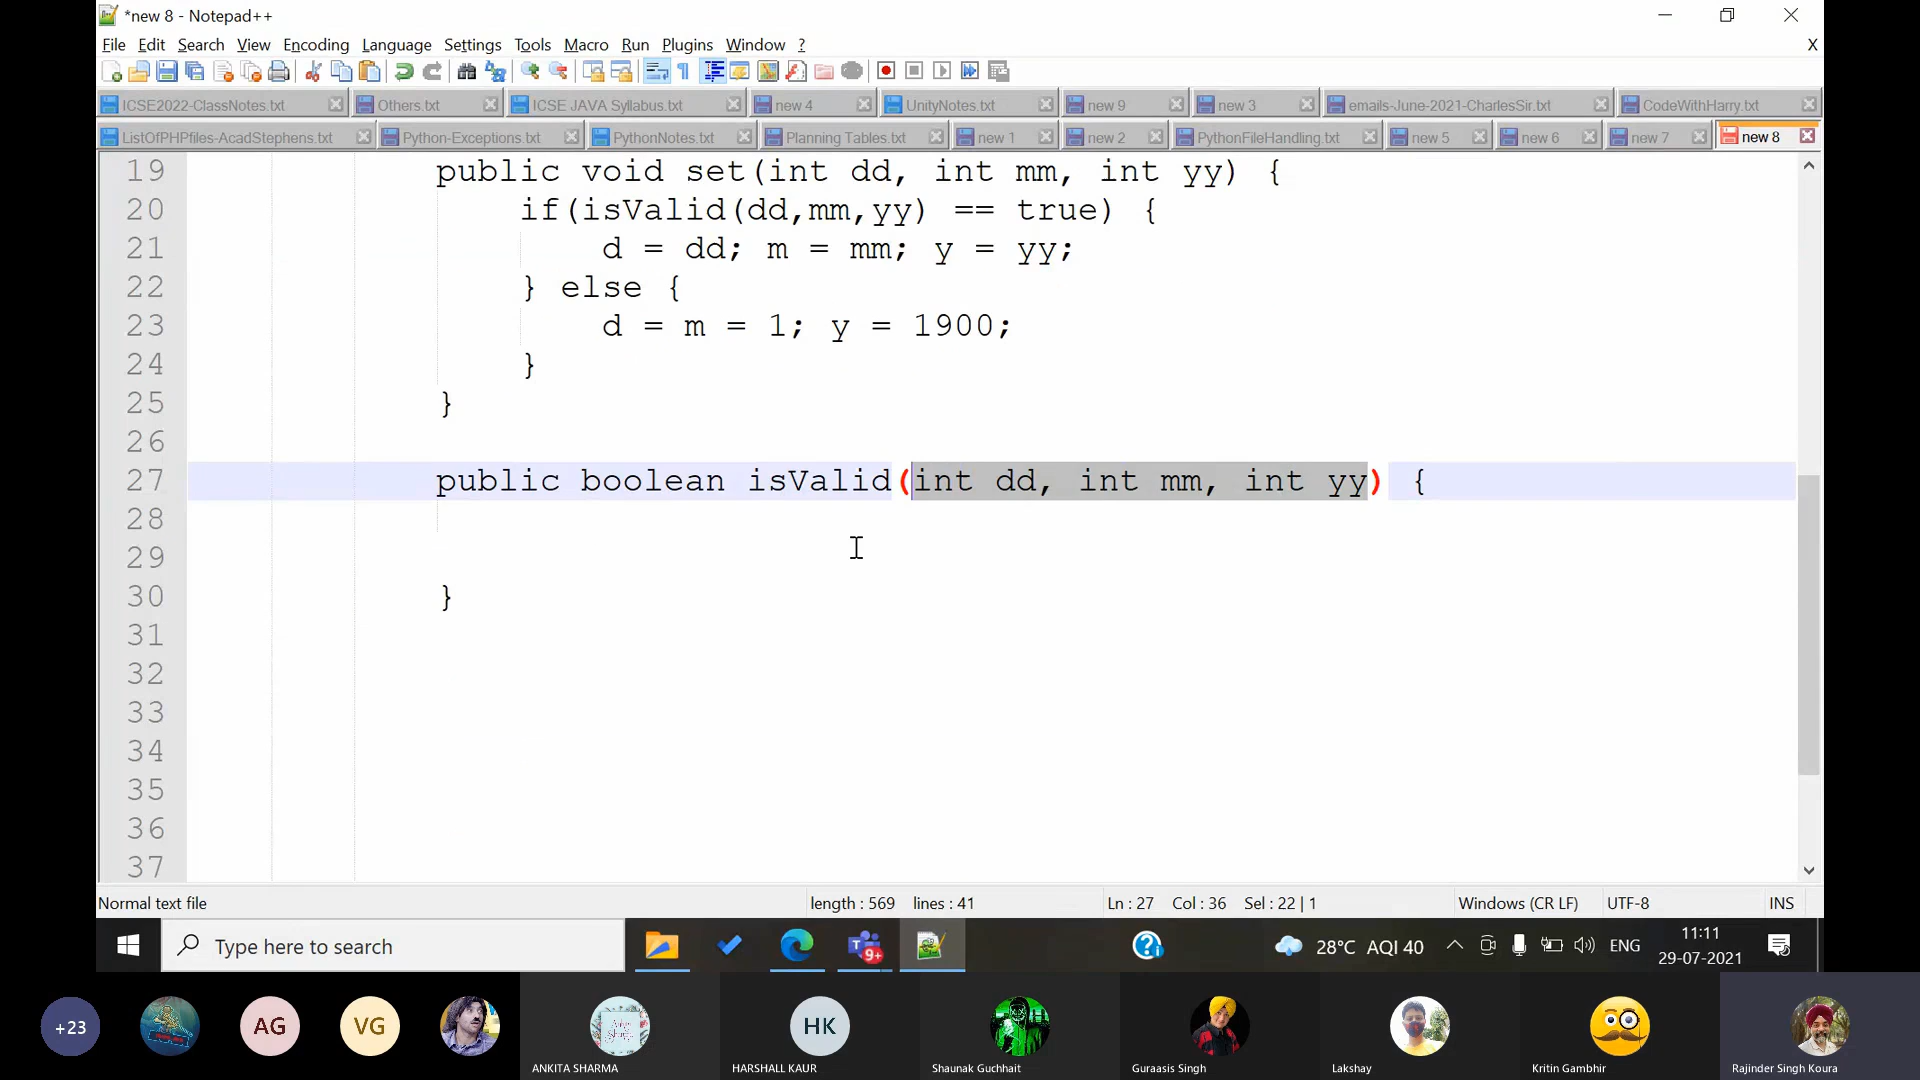 *new 8 - Notepad++
File Edit Search View Encoding Language Settings Tools Macro Run Plugins Window ? X
ICSE2022-ClassNotes.txt Others.txt ICSE JAVA Syllabus.txt new 4 UnityNotes.txt new 9 new 3 emails-June-2021-CharlesSir.txt CodeWithHarry.txt
ListOfPHPfiles-AcadStephens.txt Python-Exceptions.txt PythonNotes.txt Planning Tables.txt new 1 new 2 PythonFileHandling.txt new 5 new 6 new 7 new 8
19 public void set(int dd, int mm, int yy) {
20 if(isValid(dd,mm,yy) == true) {
21 d = dd; m = mm; y = yy;
22 } else {
23 d = m = 1; y = 1900;
24 }
25 }
26
27 public boolean isValid(int dd, int mm, int yy) {
28
29
30 }
31
32
33
34
35
36
37
Normal text file length : 569 lines : 41 Ln : 27 Col : 36 Sel : 22 | 1 Windows (CR LF) UTF-8 INS
Type here to search 9+ 28°C AQI 40 ENG 11:11
29-07-2021
+23 AG VG HK
ANKITA SHARMA HARSHALL KAUR Shaunak Guchhait Guraasis Singh Lakshay Kritin Gambhir Rajinder Singh Koura